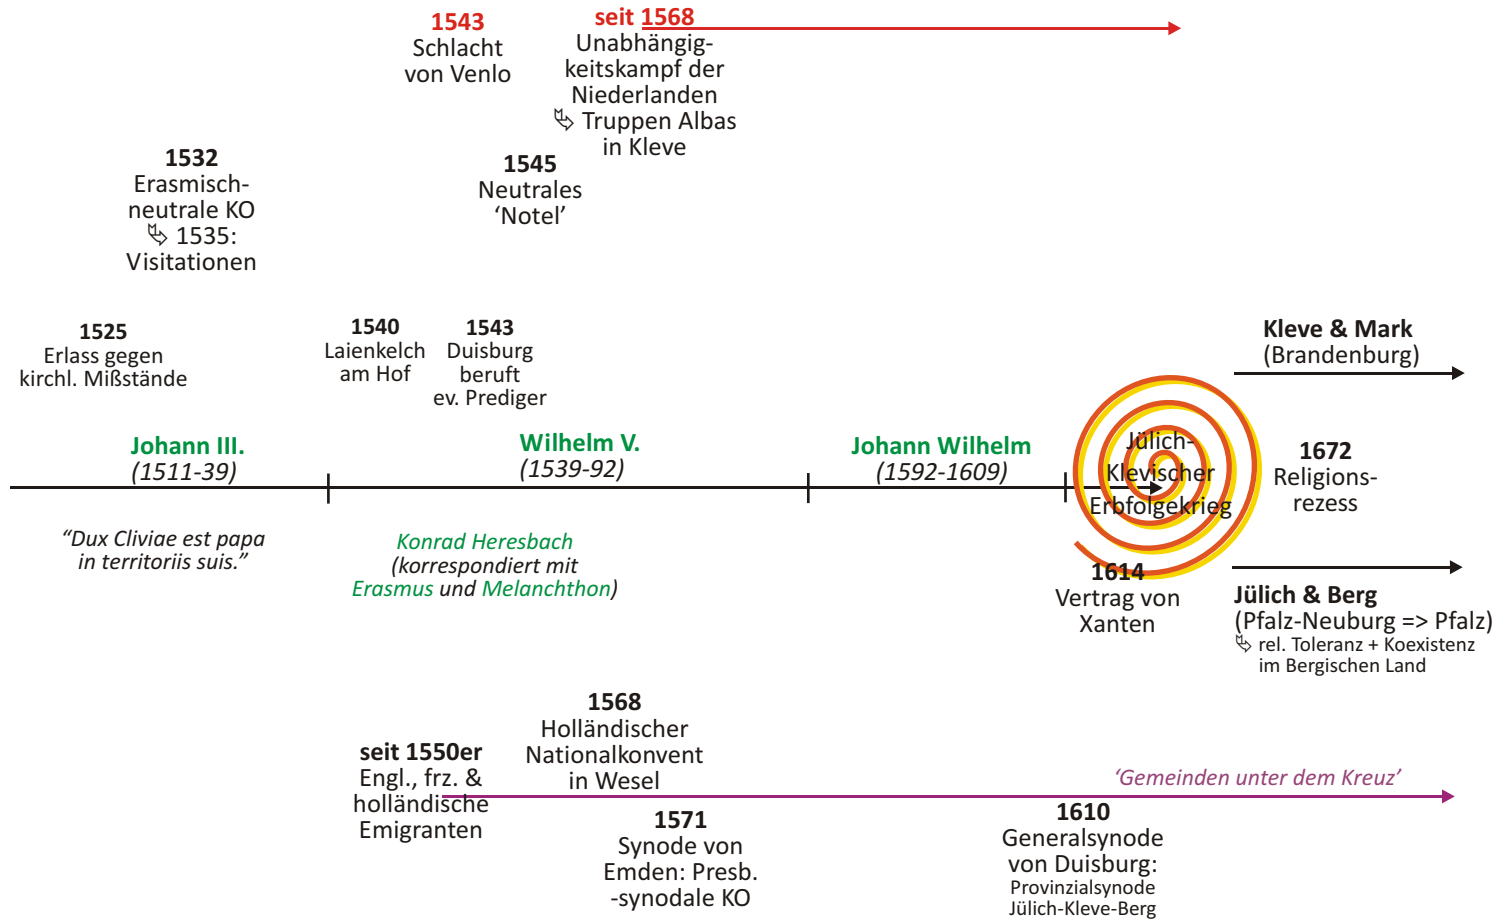 1543
Schlacht
von Venlo
seit 1568
Unabhängig-
keitskampf der
Niederlanden
Truppen Albas
in Kleve
1532
Erasmisch-
neutrale KO
1535:
Visitationen
1545
Neutrales
‘Notel’
1525
Erlass gegen
kirchl. Mißstände
1540
Laienkelch
am Hof
1543
Duisburg
beruft
ev. Prediger
Kleve & Mark
(Brandenburg)
Johann III.
(1511-39)
Wilhelm V.
(1539-92)
Johann Wilhelm
(1592-1609)
Jülich-
Klevischer
Erbfolgekrieg
1672
Religions-
rezess
“Dux Cliviae est papa
in territoriis suis.”
Konrad Heresbach
(korrespondiert mit
Erasmus und Melanchthon)
1614
Vertrag von
Xanten
Jülich & Berg
(Pfalz-Neuburg => Pfalz)
rel. Toleranz + Koexistenz
im Bergischen Land
seit 1550er
Engl., frz. &
holländische
Emigranten
1568
Holländischer
Nationalkonvent
in Wesel
‘Gemeinden unter dem Kreuz’
1571
Synode von
Emden: Presb.
-synodale KO
1610
Generalsynode
von Duisburg:
Provinzialsynode
Jülich-Kleve-Berg